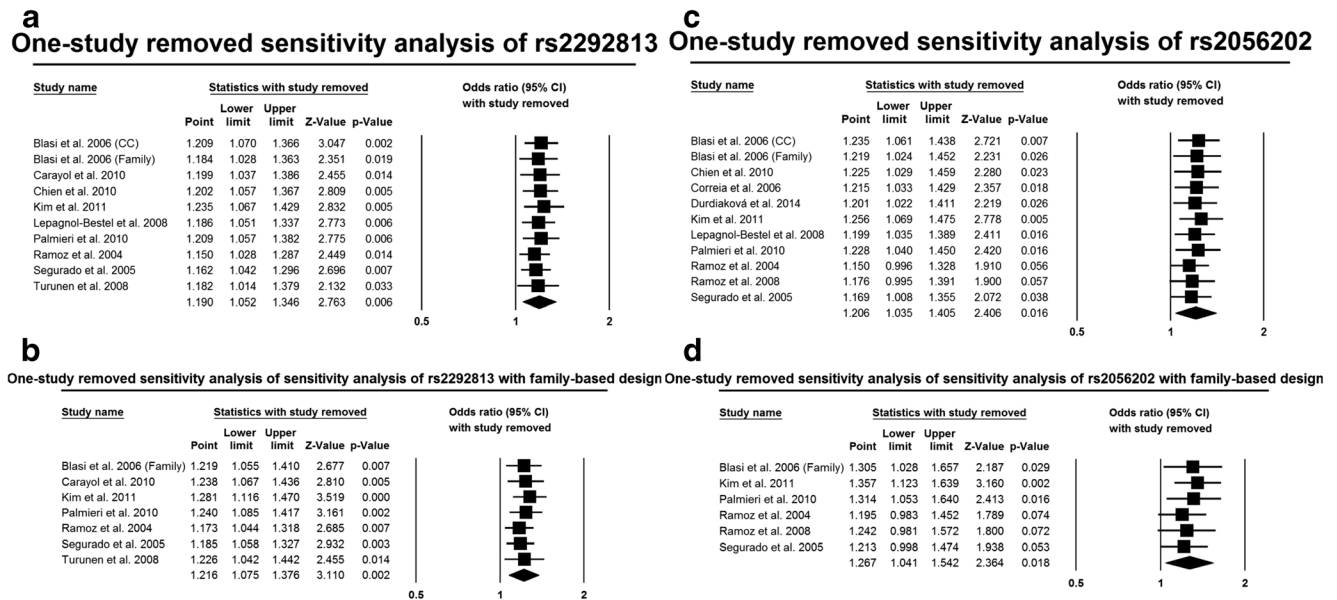 a
One-study removed sensitivity analysis of rs2292813
Study name Statistics with study removed Odds ratio (95% CI)
with study removed
Lower Upper
Point limit limit Z-Value p-Value
Blasi et al. 2006 (CC) 1.209 1.070 1.366 3.047 0.002
Blasi et al. 2006 (Family) 1.184 1.028 1.363 2.351 0.019
Carayol et al. 2010 1.199 1.037 1.386 2.455 0.014
Chien et al. 2010 1.202 1.057 1.367 2.809 0.005
Kim et al. 2011 1.235 1.067 1.429 2.832 0.005
Lepagnol-Bestel et al. 2008 1.186 1.051 1.337 2.773 0.006
Palmieri et al. 2010 1.209 1.057 1.382 2.775 0.006
Ramoz et al. 2004 1.150 1.028 1.287 2.449 0.014
Segurado et al. 2005 1.162 1.042 1.296 2.696 0.007
Turunen et al. 2008 1.182 1.014 1.379 2.132 0.033
1.190 1.052 1.346 2.763 0.006
0.5 1 2
c
One-study removed sensitivity analysis of rs2056202
Study name Statistics with study removed Odds ratio (95% CI)
with study removed
Lower Upper
Point limit limit Z-Value p-Value
Blasi et al. 2006 (CC) 1.235 1.061 1.438 2.721 0.007
Blasi et al. 2006 (Family) 1.219 1.024 1.452 2.231 0.026
Chien et al. 2010 1.225 1.029 1.459 2.280 0.023
Correia et al. 2006 1.215 1.033 1.429 2.357 0.018
Durdiaková et al. 2014 1.201 1.022 1.411 2.219 0.026
Kim et al. 2011 1.256 1.069 1.475 2.778 0.005
Lepagnol-Bestel et al. 2008 1.199 1.035 1.389 2.411 0.016
Palmieri et al. 2010 1.228 1.040 1.450 2.420 0.016
Ramoz et al. 2004 1.150 0.996 1.328 1.910 0.056
Ramoz et al. 2008 1.176 0.995 1.391 1.900 0.057
Segurado et al. 2005 1.169 1.008 1.355 2.072 0.038
1.206 1.035 1.405 2.406 0.016
0.5 1 2
b
One-study removed sensitivity analysis of sensitivity analysis of rs2292813 with family-based design
Study name Statistics with study removed Odds ratio (95% CI)
with study removed
Lower Upper
Point limit limit Z-Value p-Value
Blasi et al. 2006 (Family) 1.219 1.055 1.410 2.677 0.007
Carayol et al. 2010 1.238 1.067 1.436 2.810 0.005
Kim et al. 2011 1.281 1.116 1.470 3.519 0.000
Palmieri et al. 2010 1.240 1.085 1.417 3.161 0.002
Ramoz et al. 2004 1.173 1.044 1.318 2.685 0.007
Segurado et al. 2005 1.185 1.058 1.327 2.932 0.003
Turunen et al. 2008 1.226 1.042 1.442 2.455 0.014
1.216 1.075 1.376 3.110 0.002
0.5 1 2
d
One-study removed sensitivity analysis of sensitivity analysis of rs2056202 with family-based design
Study name Statistics with study removed Odds ratio (95% CI)
with study removed
Lower Upper
Point limit limit Z-Value p-Value
Blasi et al. 2006 (Family) 1.305 1.028 1.657 2.187 0.029
Kim et al. 2011 1.357 1.123 1.639 3.160 0.002
Palmieri et al. 2010 1.314 1.053 1.640 2.413 0.016
Ramoz et al. 2004 1.195 0.983 1.452 1.789 0.074
Ramoz et al. 2008 1.242 0.981 1.572 1.800 0.072
Segurado et al. 2005 1.213 0.998 1.474 1.938 0.053
1.267 1.041 1.542 2.364 0.018
0.5 1 2